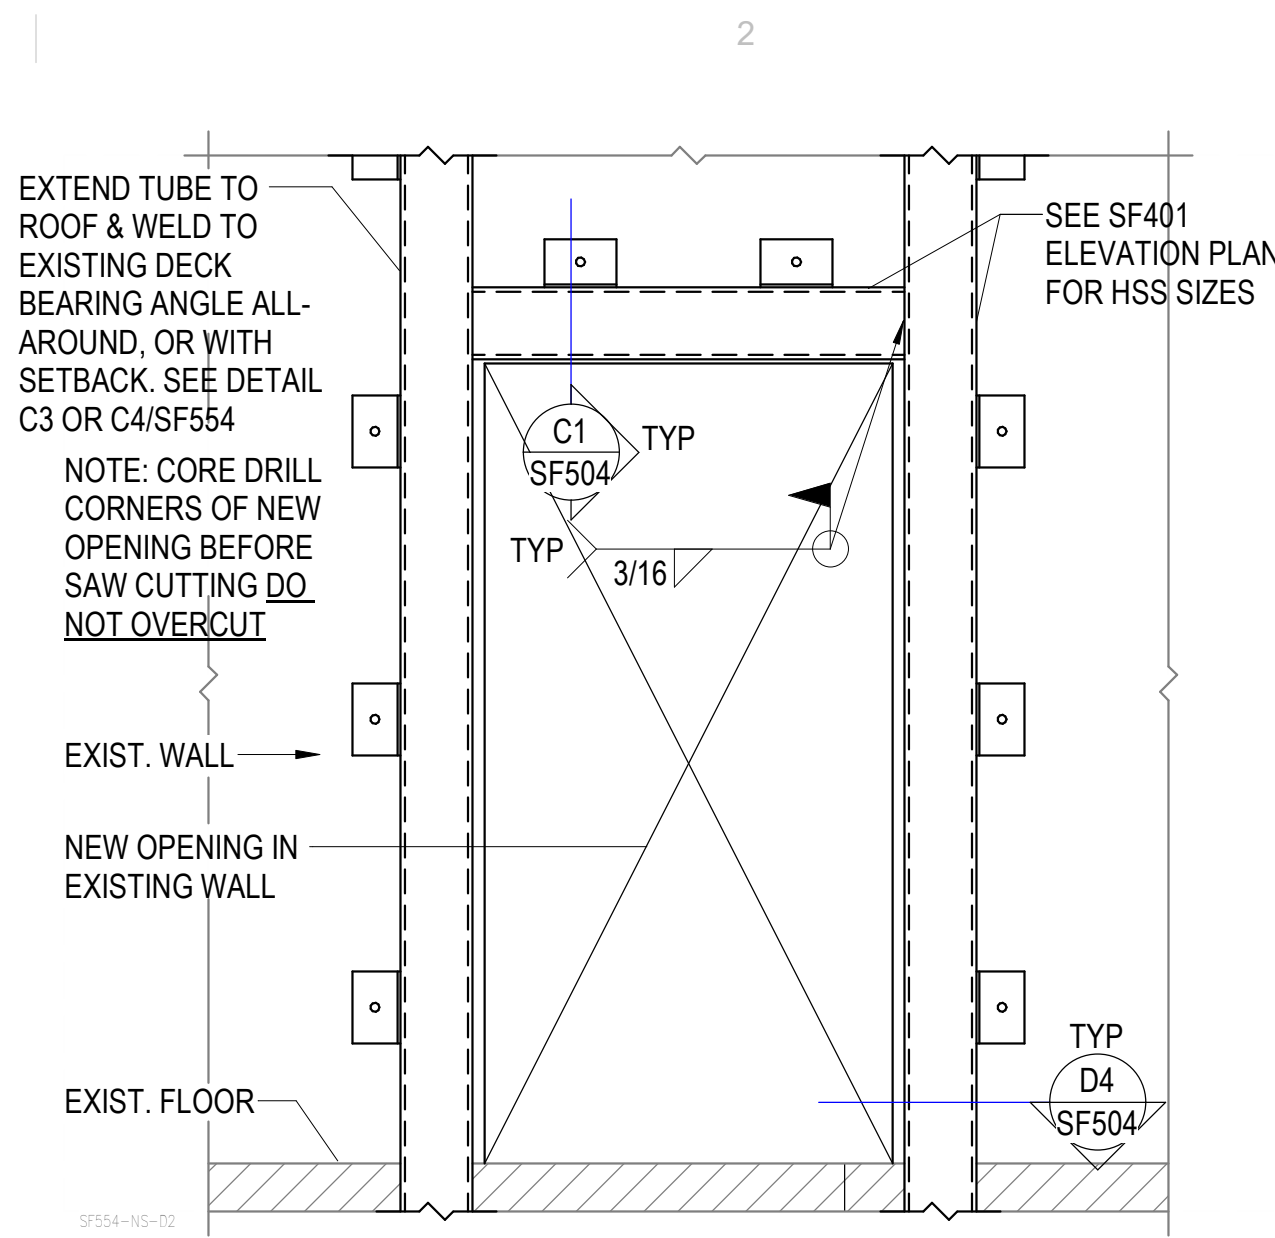 2
EXTEND TUBE TO
ROOF & WELD TO
EXISTING DECK
BEARING ANGLE ALL-
AROUND, OR WITH
SETBACK. SEE DETAIL
C3 OR C4/SF554
SEE SF401
ELEVATION PLAN
FOR HSS SIZES
NOTE: CORE DRILL
CORNERS OF NEW
OPENING BEFORE
SAW CUTTING DO
NOT OVERCUT
C1
SF504
TYP
TYP
3/16
EXIST. WALL
NEW OPENING IN
EXISTING WALL
EXIST. FLOOR
TYP
D4
SF504
SF554-NS-D2